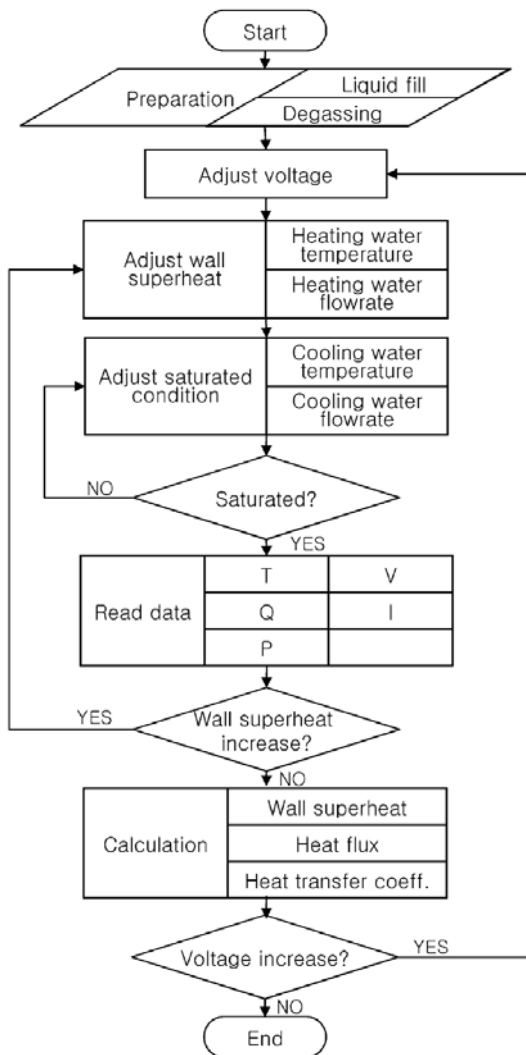 Start
Preparation
Liquid fill
Degassing
Adjust voltage
Adjust wall
superheat
Heating water
temperature
Heating water
flowrate
Adjust saturated
condition
Cooling water
temperature
Cooling water
flowrate
NO
Saturated?
YES
Read data
T
V
Q
I
P
YES
Wall superheat
increase?
NO
Calculation
Wall superheat
Heat flux
Heat transfer coeff.
Voltage increase?
YES
NO
End